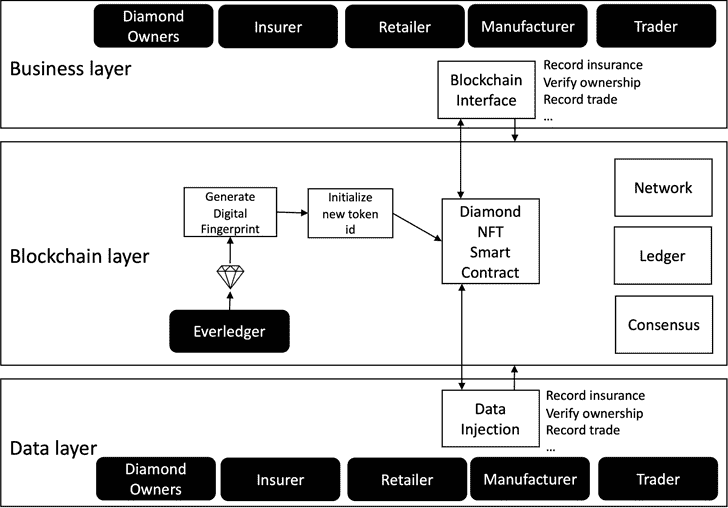 Diamond
Owners
Insurer
Retailer
Manufacturer
Trader
Business layer
Blockchain
Interface
Record insurance
Verify ownership
Record trade
...
Generate
Digital
Fingerprint
Initialize
new token
id
Diamond
NFT
Smart
Contract
Network
Blockchain layer
Ledger
Everledger
Consensus
Data
Injection
Record insurance
Verify ownership
Record trade
...
Data layer
Diamond
Owners
Insurer
Retailer
Manufacturer
Trader